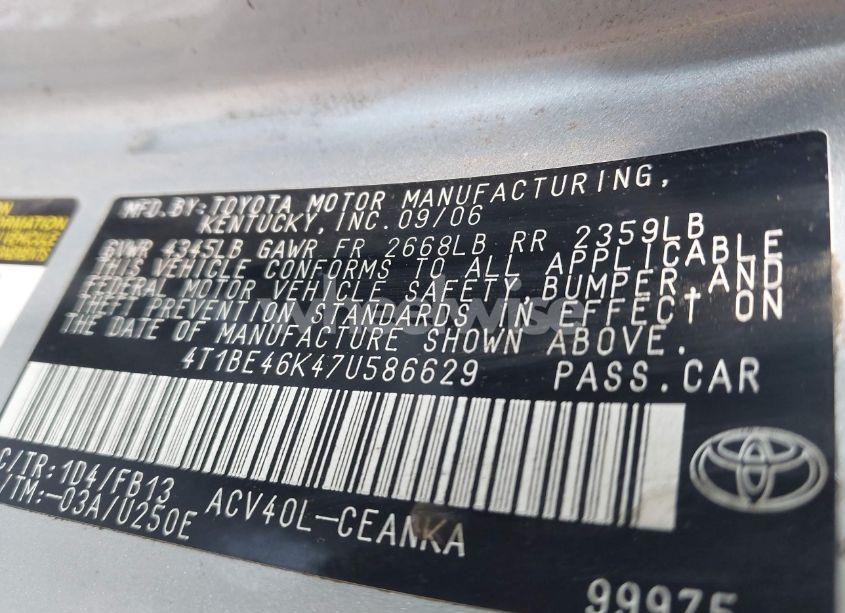 MFD.BY:TOYOTA MOTOR MANUFACTURING,
KENTUCKY, INC. 09/06
GVWR 4345LB GAWR FR 2668LB RR 2359LB
THIS VEHICLE CONFORMS TO ALL APPLICABLE
FEDERAL MOTOR VEHICLE SAFETY, BUMPER, AND
THEFT PREVENTION STANDARDS IN EFFECT ON
THE DATE OF MANUFACTURE SHOWN ABOVE.
4T1BE46K47U586629 PASS.CAR
C/TR:1D4/FB13
/TM:-03A/U250E ACV40L-CEANKA
99975
wheelwise